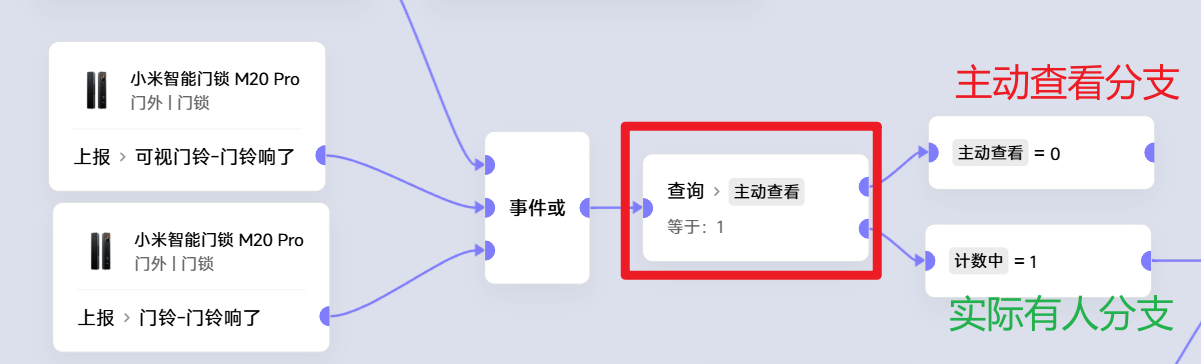 小米智能门锁 M20 Pro
门外 | 门锁
上报 > 可视门铃-门铃响了
小米智能门锁 M20 Pro
门外 | 门锁
上报 > 门铃-门铃响了
事件或
查询 > 主动查看
等于：1
主动查看分支
主动查看 = 0
计数中 = 1
实际有人分支